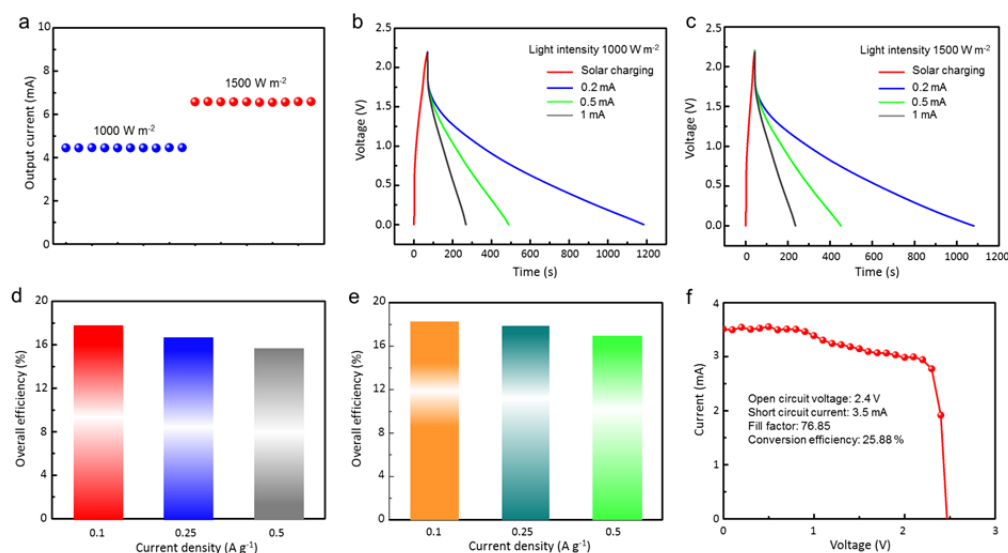 a
Output current (mA)
10
8
6
4
2
0
1000 W m-2
1500 W m-2
b
Voltage (V)
2.5
2.0
1.5
1.0
0.5
0.0
Light intensity 1000 W m-2
Solar charging
0.2 mA
0.5 mA
1 mA
0 200 400 600 800 1000 1200
Time (s)
c
Voltage (V)
2.5
2.0
1.5
1.0
0.5
0.0
Light intensity 1500 W m-2
Solar charging
0.2 mA
0.5 mA
1 mA
0 200 400 600 800 1000 1200
Time (s)
d
Overall efficiency (%)
20
16
12
8
4
0
0.1 0.25 0.5
Current density (A g-1)
e
Overall efficiency (%)
20
16
12
8
4
0
0.1 0.25 0.5
Current density (A g-1)
f
Current (mA)
4
3
2
1
0
Open circuit voltage: 2.4 V
Short circuit current: 3.5 mA
Fill factor: 76.85
Conversion efficiency: 25.88 %
0 1 2 3
Voltage (V)